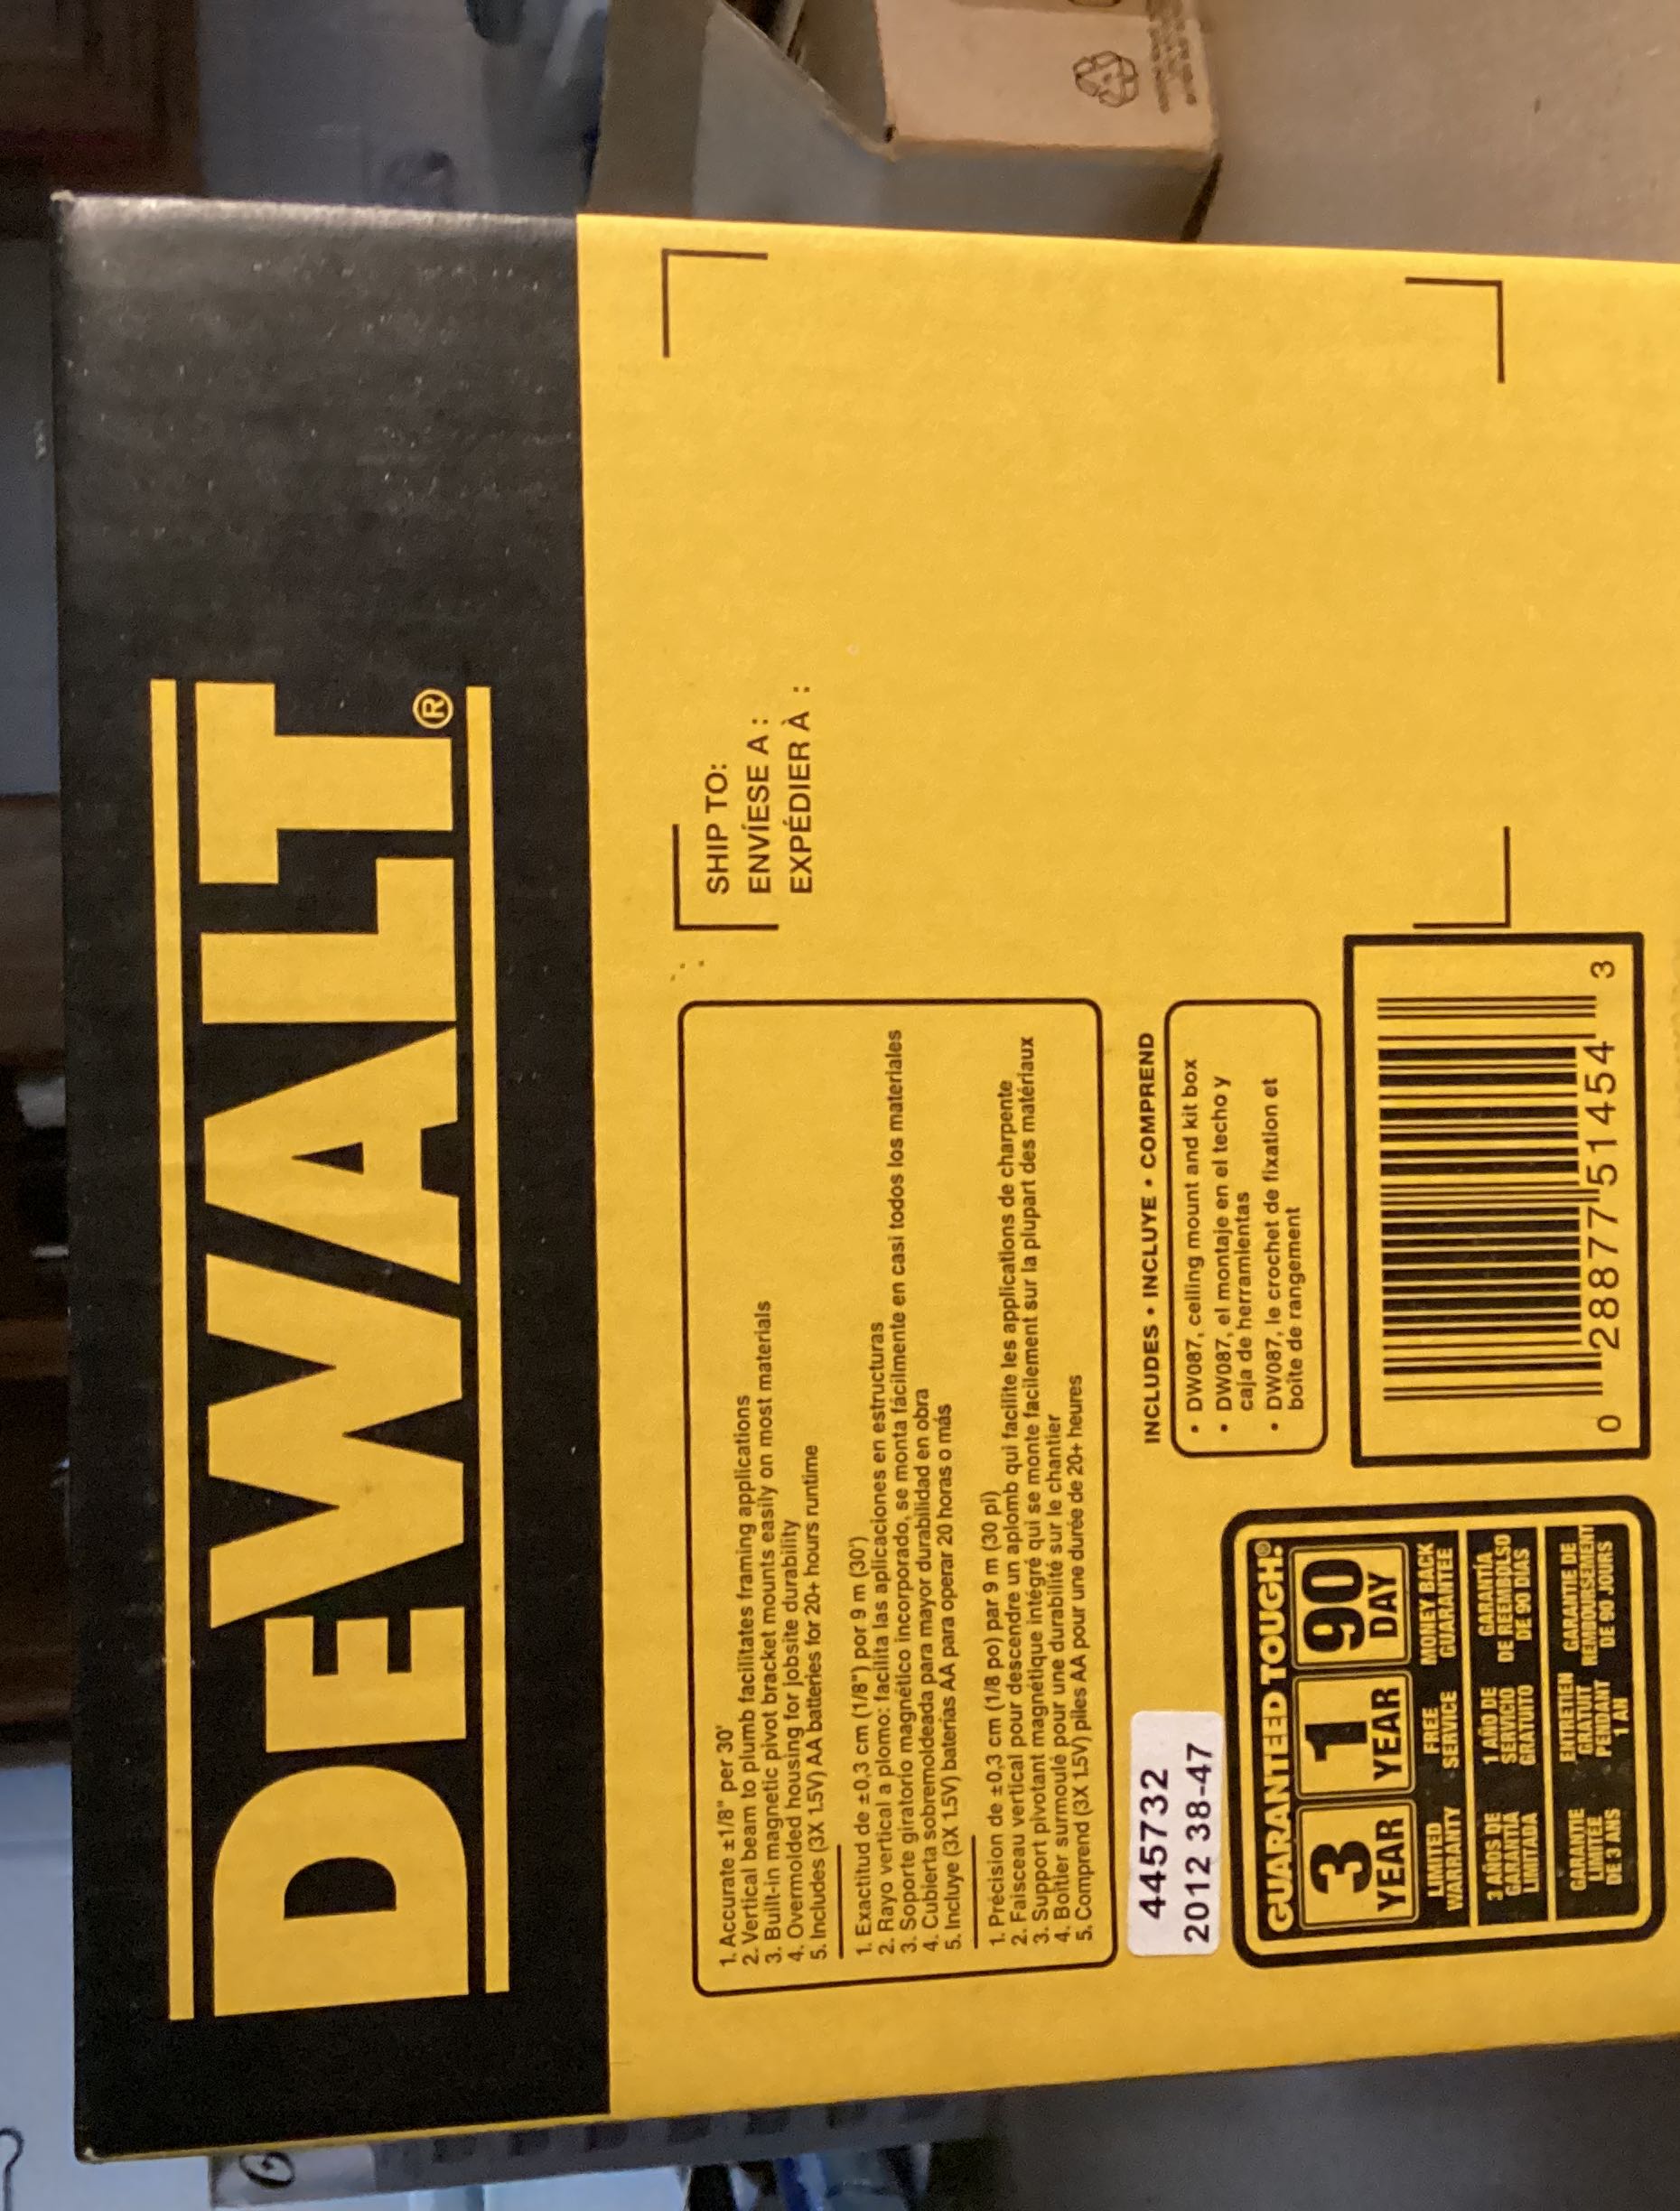 DEWALT®
1. Accurate ±1/8" per 30'
2. Vertical beam to plumb facilitates framing applications
3. Built-in magnetic pivot bracket mounts easily on most materials
4. Overmolded housing for jobsite durability
5. Includes (3X 1.5V) AA batteries for 20+ hours runtime
1. Exactitud de ±0,3 cm (1/8") por 9 m (30')
2. Rayo vertical a plomo: facilita las aplicaciones en estructuras
3. Soporte giratorio magnético incorporado, se monta fácilmente en casi todos los materiales
4. Cubierta sobremoldeada para mayor durabilidad en obra
5. Incluye (3X 1.5V) baterías AA para operar 20 horas o más
1. Précision de ±0,3 cm (1/8 po) par 9 m (30 pi)
2. Faisceau vertical pour descendre un aplomb qui facilite les applications de charpente
3. Support pivotant magnétique intégré qui se monte facilement sur la plupart des matériaux
4. Boîtier surmoulé pour une durabilité sur le chantier
5. Comprend (3X 1.5V) piles AA pour une durée de 20+ heures
SHIP TO:
ENVÍESE A :
EXPÉDIER À :
INCLUDES • INCLUYE • COMPREND
• DW087, ceiling mount and kit box
• DW087, el montaje en el techo y
caja de herramientas
• DW087, le crochet de fixation et
boîte de rangement
4455732
2012 38-47
GUARANTEED TOUGH.®
3 YEAR
1 YEAR
90 DAY
LIMITED WARRANTY
FREE SERVICE
MONEY BACK GUARANTEE
3 AÑOS DE GARANTÍA LIMITADA
1 AÑO DE SERVICIO GRATUITO
GARANTÍA DE REEMBOLSO DE 90 DÍAS
GARANTIE LIMITÉE DE 3 ANS
ENTRETIEN GRATUIT PENDANT 1 AN
GARANTIE DE REMBOURSEMENT DE 90 JOURS
0 28877 51454 3